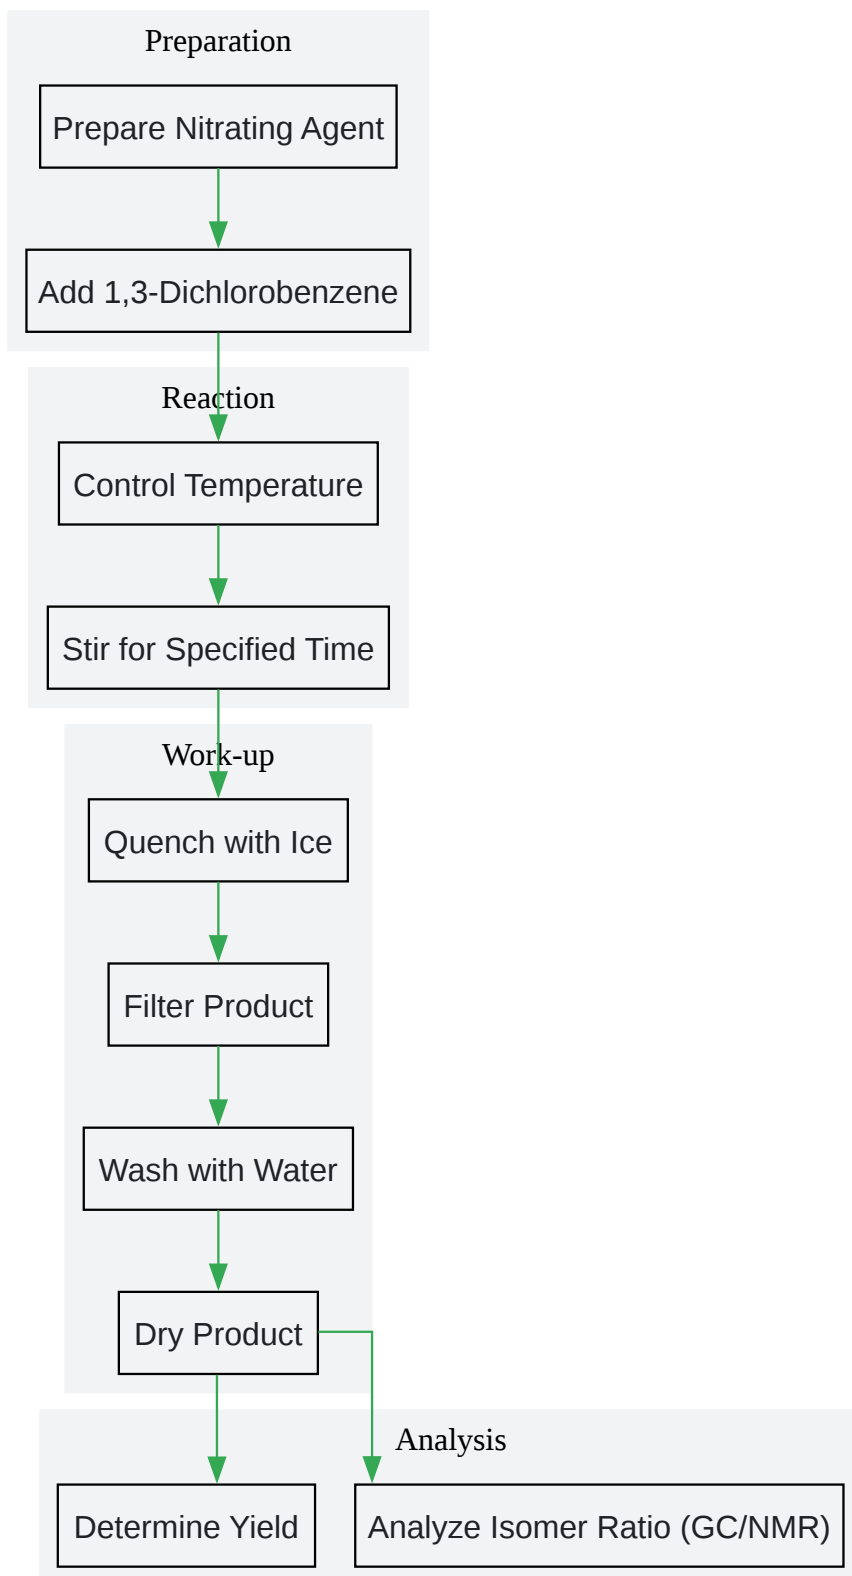 Preparation
Prepare Nitrating Agent
Add 1,3-Dichlorobenzene
Reaction
Control Temperature
Stir for Specified Time
Work-up
Quench with Ice
Filter Product
Wash with Water
Dry Product
Analysis
Determine Yield
Analyze Isomer Ratio (GC/NMR)